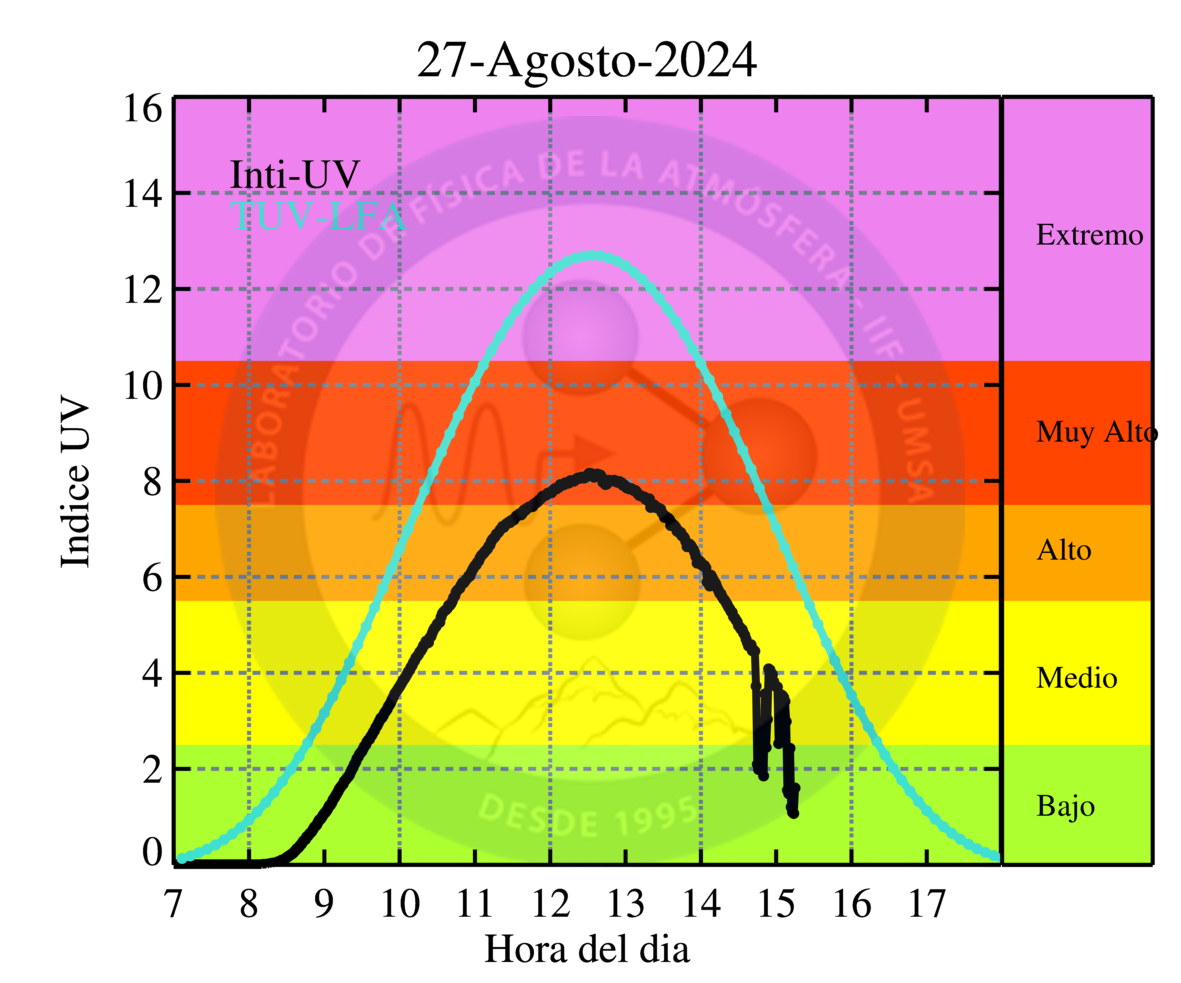 27-Agosto-2024
16
14
12
10
8
6
4
2
0
Indice UV
Inti-UV
TUV-LFA
LABORATORIO DE FÍSICA DE LA ATMÓSFERA - IIF - UMSA
DESDE 1995
Extremo
Muy Alto
Alto
Medio
Bajo
7 8 9 10 11 12 13 14 15 16 17
Hora del dia